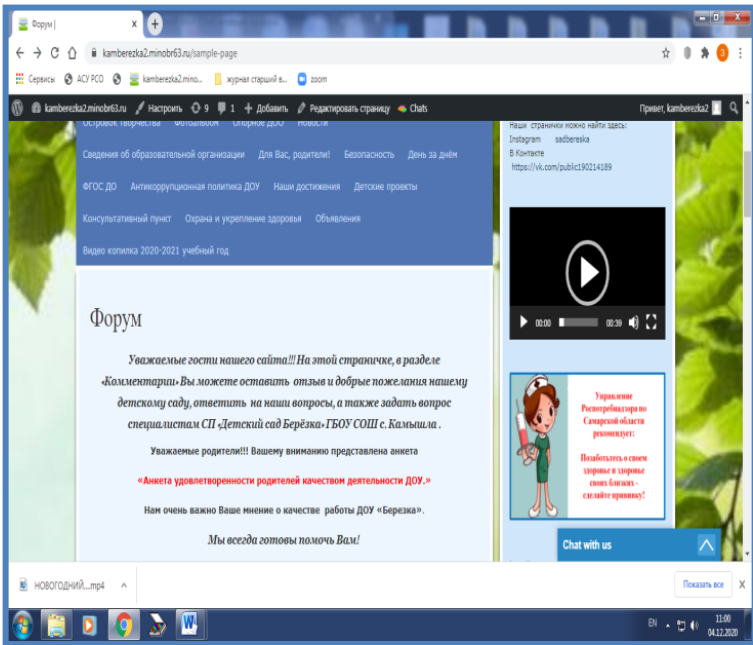 Форум |
kamberezka2.minobr63.ru/sample-page
Сервисы АСУ РСО kamberezka2.mino... журнал старший в... zoom
kamberezka2.minobr63.ru Настроить 9 1 + Добавить Редактировать страницу Chats Привет, kamberezka2
Островок творчества Фотоальбом Опорное ДОО Новости
Сведения об образовательной организации Для Вас, родители! Безопасность День за днём
ФГОС ДО Антикоррупционная политика ДОУ Наши достижения Детские проекты
Консультативный пункт Охрана и укрепление здоровья Объявления
Видео копилка 2020-2021 учебный год
Форум
Уважаемые гости нашего сайта!!! На этой страничке, в разделе
«Комментарии» Вы можете оставить отзыв и добрые пожелания нашему
детскому саду, ответить на наши вопросы, а также задать вопрос
специалистам СП «Детский сад Берёзка» ГБОУ СОШ с. Камышла .
Уважаемые родители!!! Вашему вниманию представлена анкета
«Анкета удовлетворенности родителей качеством деятельности ДОУ.»
Нам очень важно Ваше мнение о качестве работы ДОУ «Березка».
Мы всегда готовы помочь Вам!
Наши странички можно найти здесь:
Instagram sadbereska
В Контакте
https://vk.com/public190214189
00:00 00:39
Управление
Роспотребнадзора по
Самарской области
рекомендует:
Позаботьтесь о своем
здоровье и здоровье
своих близких -
сделайте прививку!
Chat with us
НОВОГОДНИЙ....mp4 Показать все
EN 11:00
04.12.2020